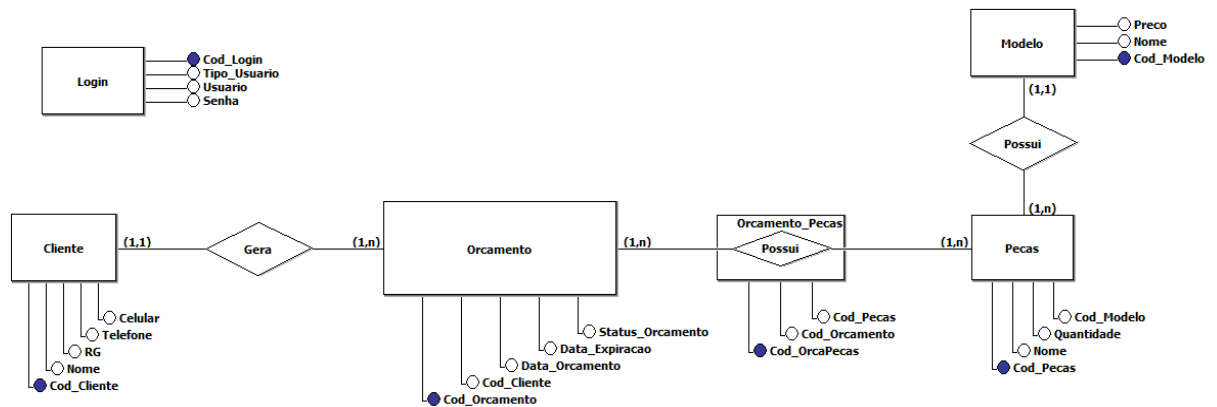 Login
Cod_Login
Tipo_Usuario
Usuario
Senha
Modelo
Preco
Nome
Cod_Modelo
(1,1)
Possui
(1,n)
Cliente
(1,1)
Gera
(1,n)
Orcamento
(1,n)
Orcamento_Pecas
Possui
(1,n)
Pecas
Celular
Telefone
RG
Nome
Cod_Cliente
Status_Orcamento
Data_Expiracao
Data_Orcamento
Cod_Cliente
Cod_Orcamento
Cod_Pecas
Cod_Orcamento
Cod_OrcaPecas
Cod_Modelo
Quantidade
Nome
Cod_Pecas